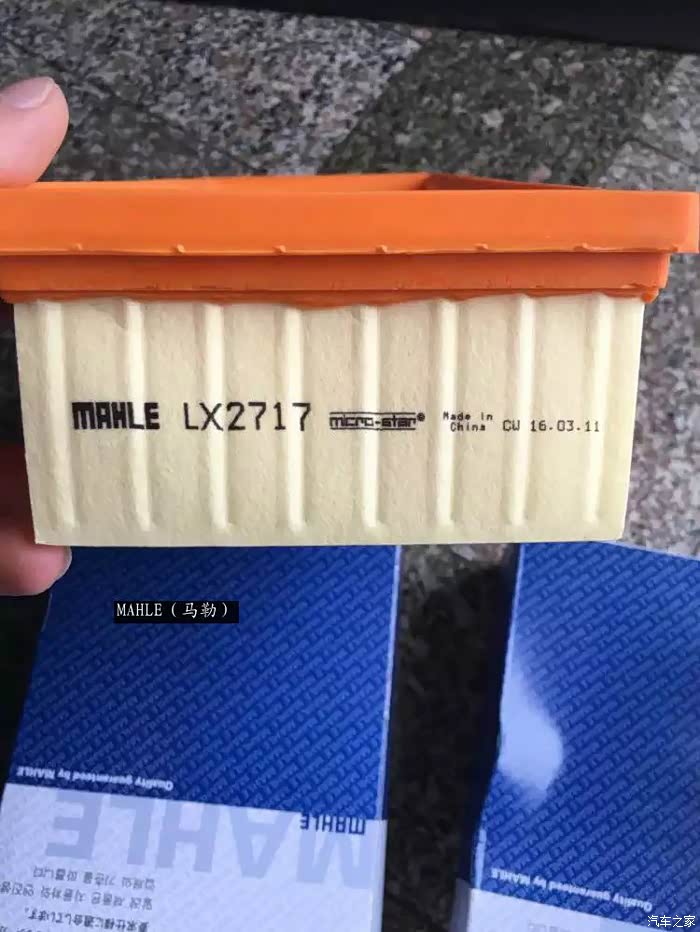 MAHLE LX2717 micro-star® Made in China CW 16.03.11
MAHLE（马勒）
Quality guaranteed by MAHLE
MAHLE
MAHLE
Quality guaranteed by MAHLE
汽车之家